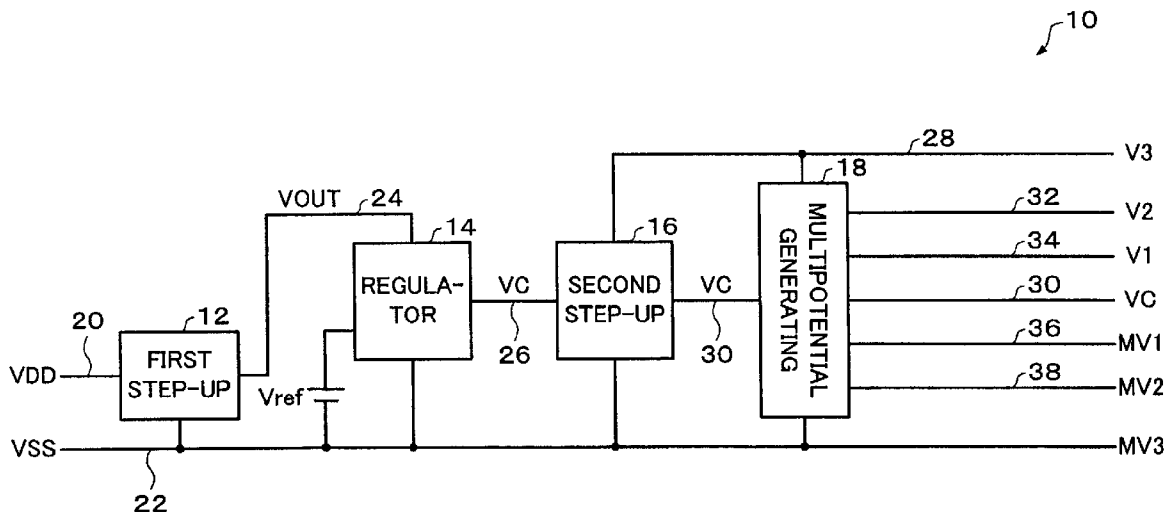 10
28
V3
18
VOUT
24
32
V2
14
16
34
V1
REGULA-
TOR
VC
26
SECOND
STEP-UP
VC
30
MULTIPOTENTIAL
GENERATING
30
VC
12
36
MV1
20
VDD
FIRST
STEP-UP
Vref
38
MV2
VSS
22
MV3